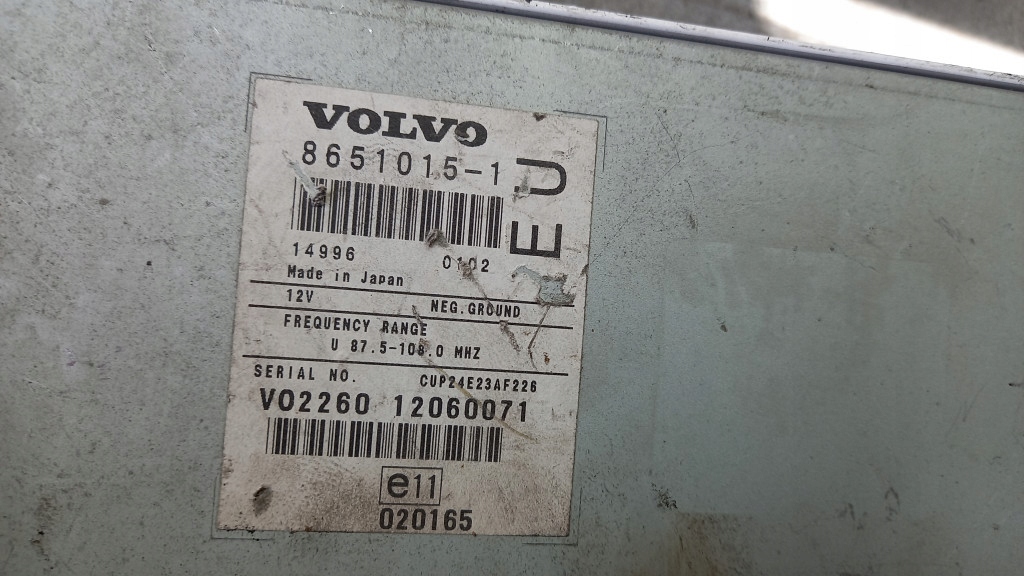 VOLVO
8651015-1
EU
14996 0102
Made in Japan
12V NEG.GROUND
FREQUENCY RANGE
U 87.5-108.0 MHZ
SERIAL NO. CUP24E23AF226
VO2260 12060071
e11
020165